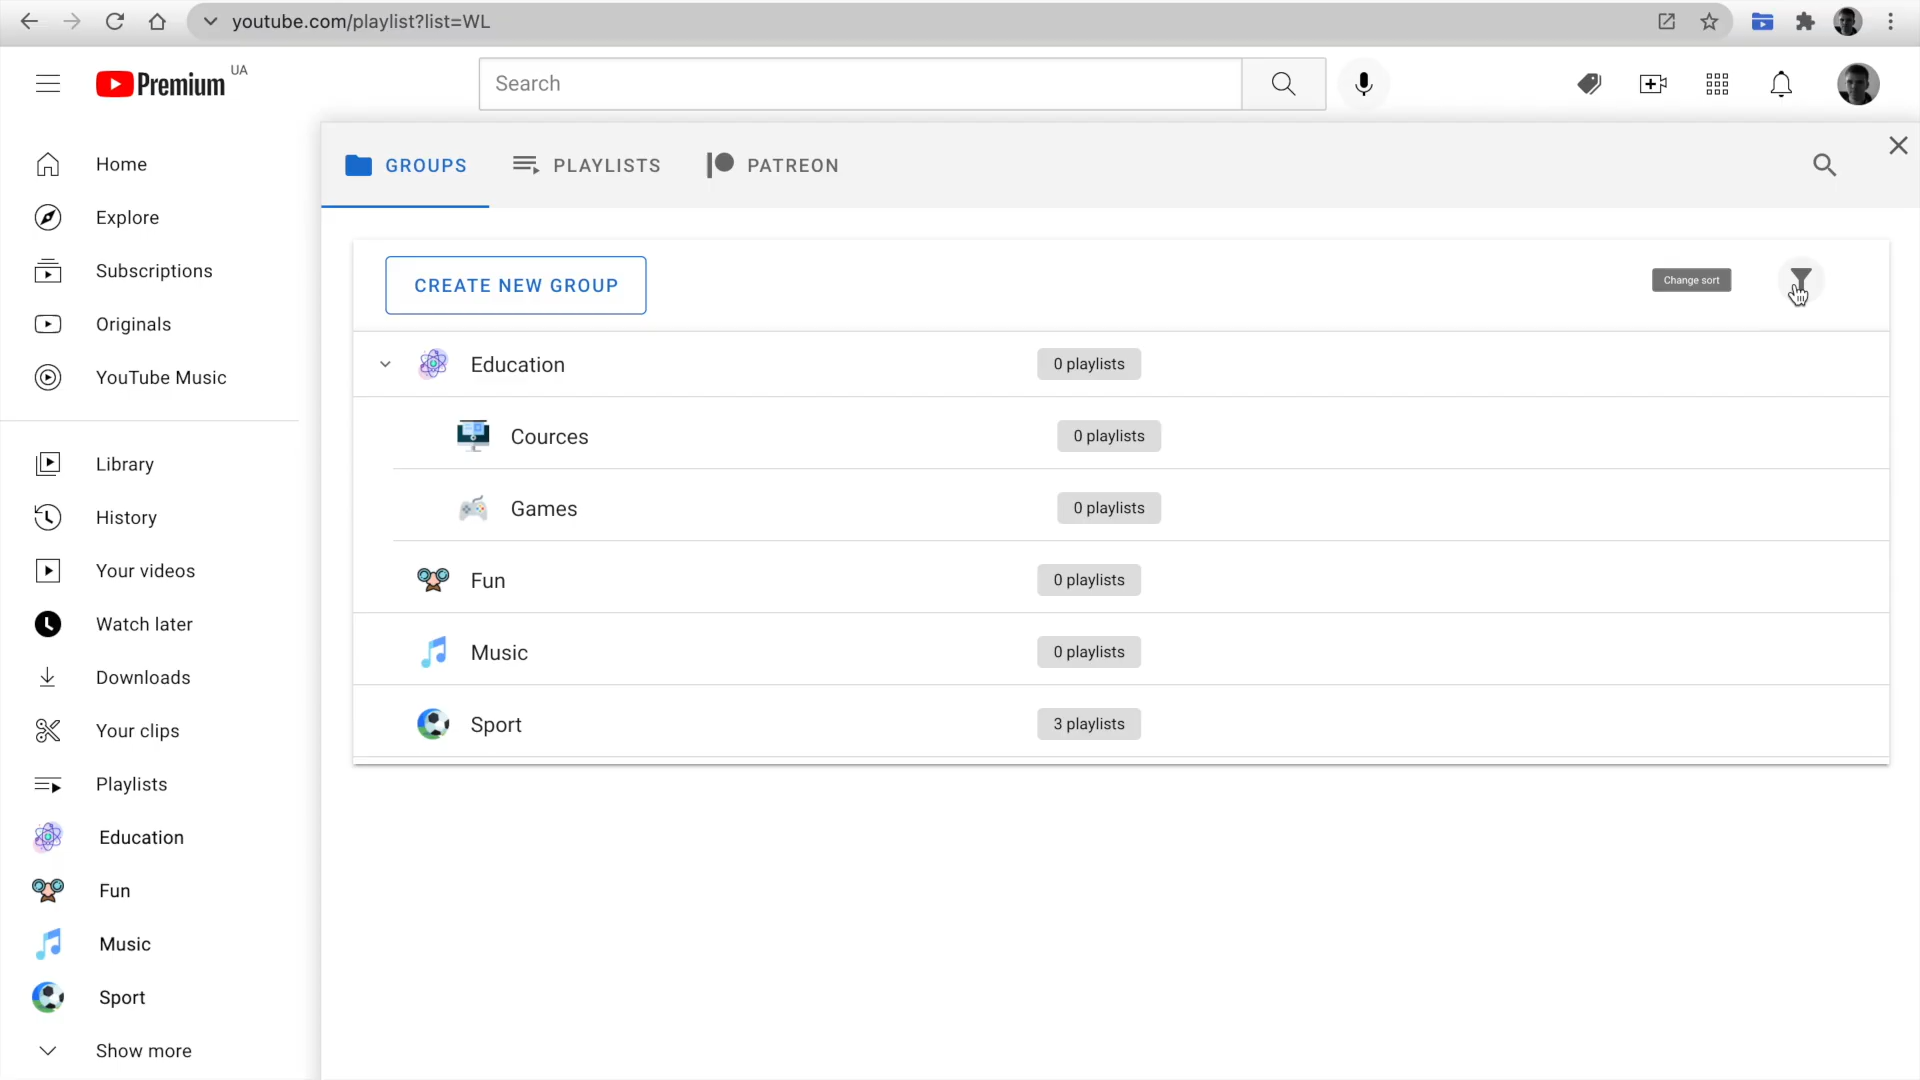 youtube.com/playlist?list=WL
Premium UA
Search
Home
Explore
Subscriptions
Originals
YouTube Music
Library
History
Your videos
Watch later
Downloads
Your clips
Playlists
Education
Fun
Music
Sport
Show more
GROUPS PLAYLISTS PATREON
CREATE NEW GROUP
Change sort
Education 0 playlists
Cources 0 playlists
Games 0 playlists
Fun 0 playlists
Music 0 playlists
Sport 3 playlists